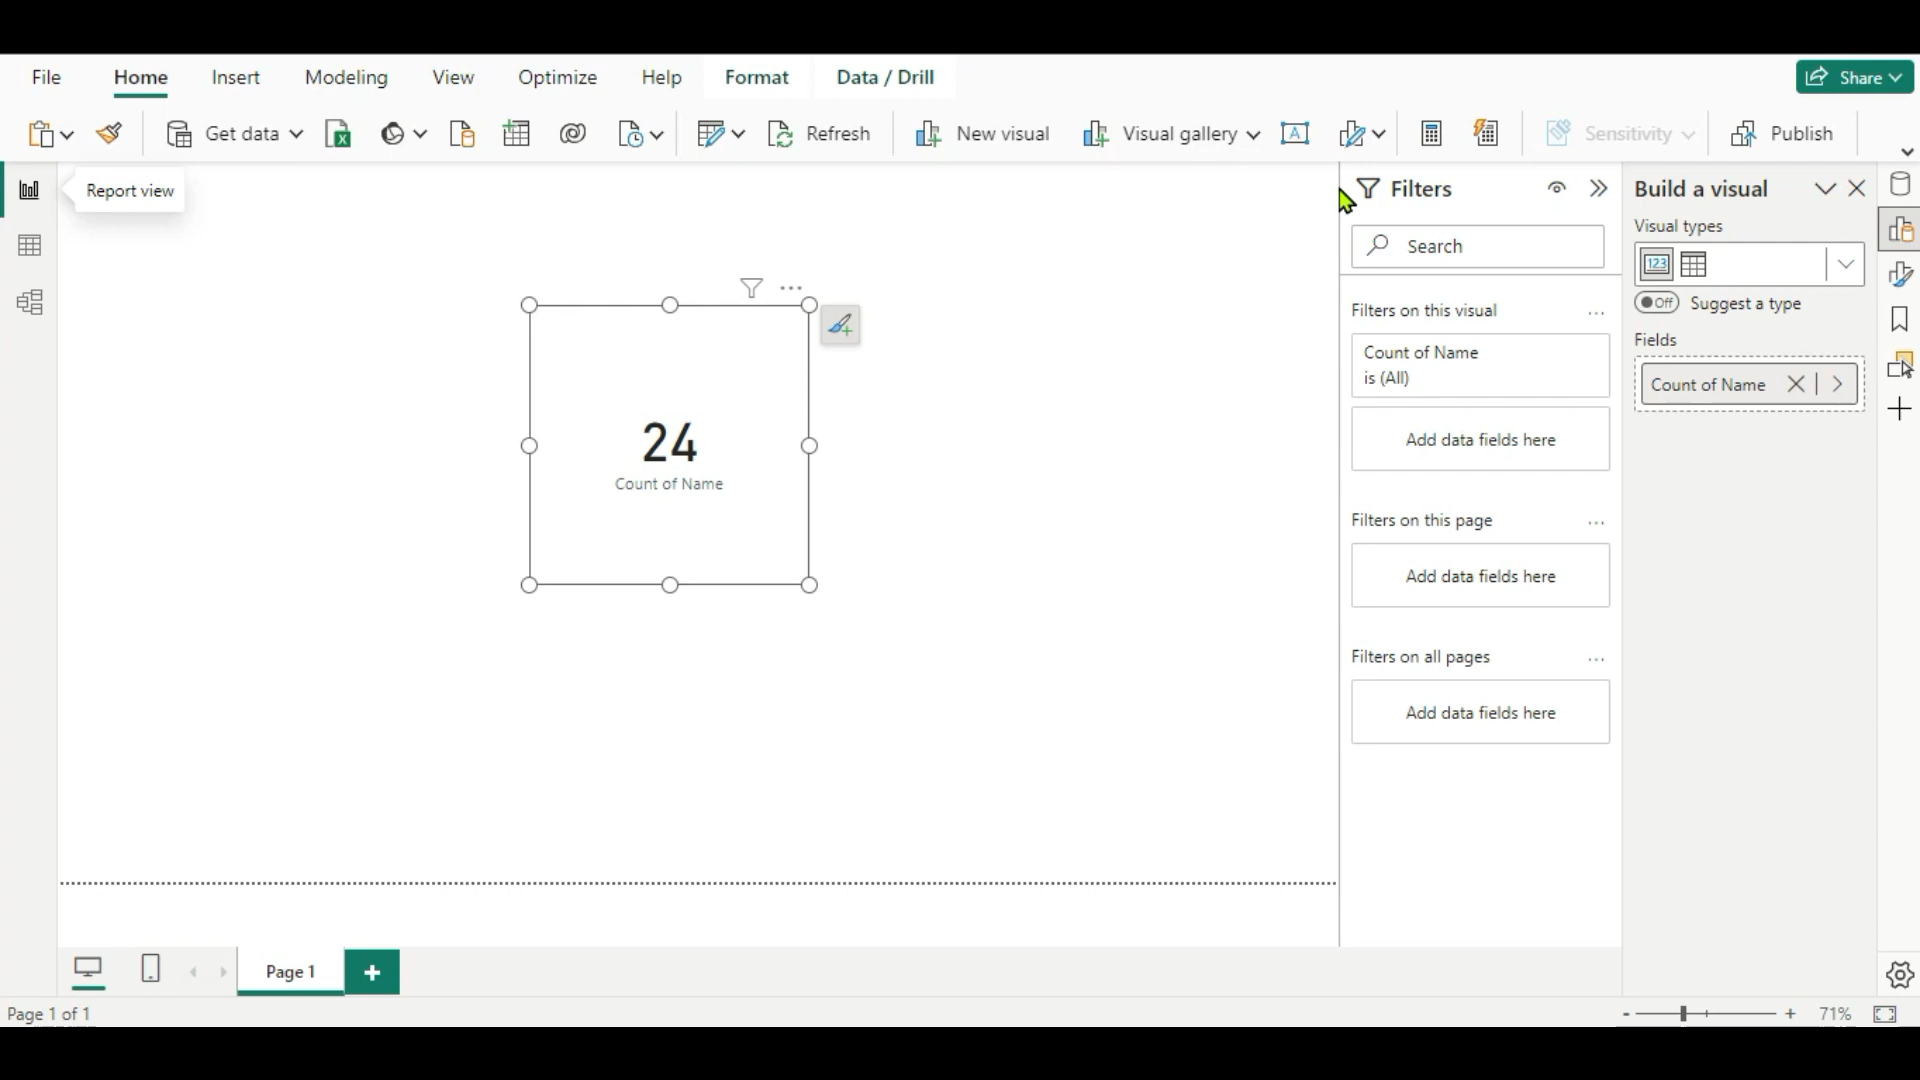 File Home Insert Modeling View Optimize Help Format Data / Drill Share
Get data Refresh New visual Visual gallery Sensitivity Publish
Report view
24
Count of Name
Filters
Search
Filters on this visual
Count of Name
is (All)
Add data fields here
Filters on this page
Add data fields here
Filters on all pages
Add data fields here
Build a visual
Visual types
123
Off Suggest a type
Fields
Count of Name
Page 1
Page 1 of 1
- + 71%